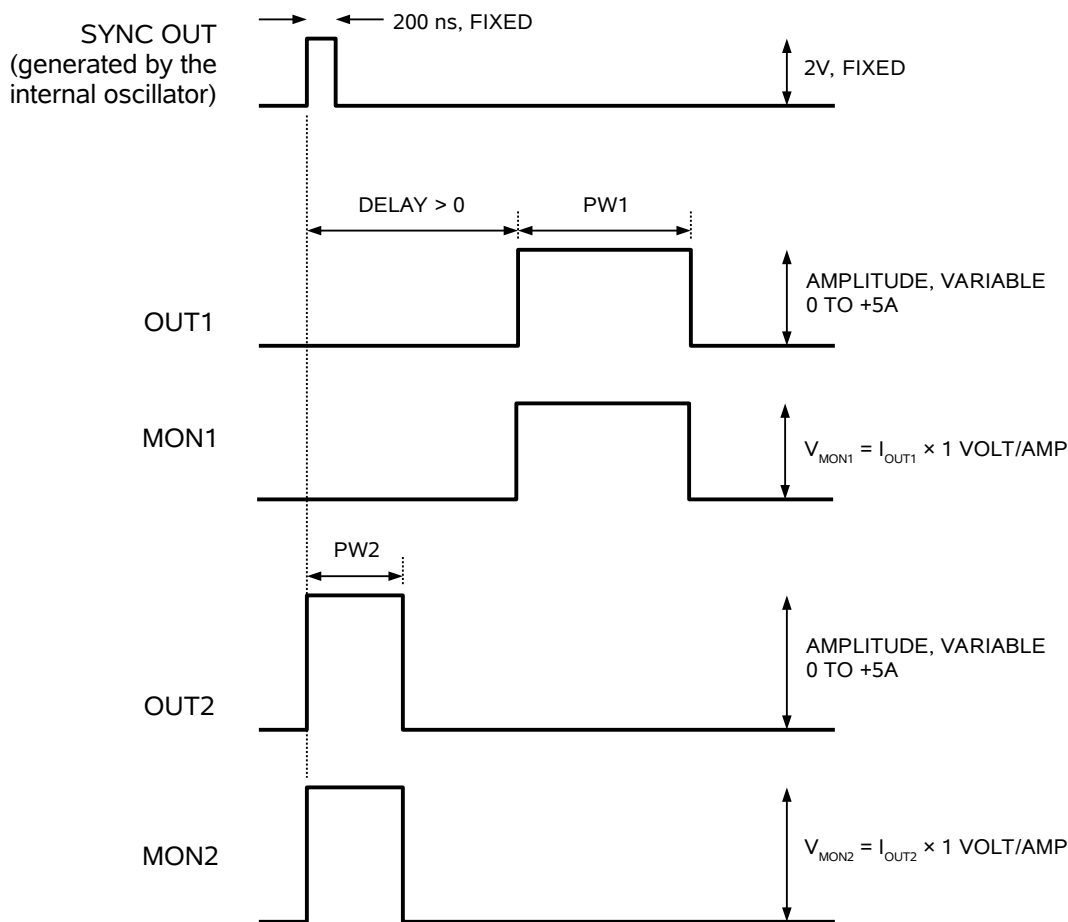 200 ns, FIXED
SYNC OUT
(generated by the
internal oscillator)
2V, FIXED
DELAY > 0
PW1
AMPLITUDE, VARIABLE
0 TO +5A
OUT1
MON1
V_MON1 = I_OUT1 × 1 VOLT/AMP
PW2
AMPLITUDE, VARIABLE
0 TO +5A
OUT2
MON2
V_MON2 = I_OUT2 × 1 VOLT/AMP